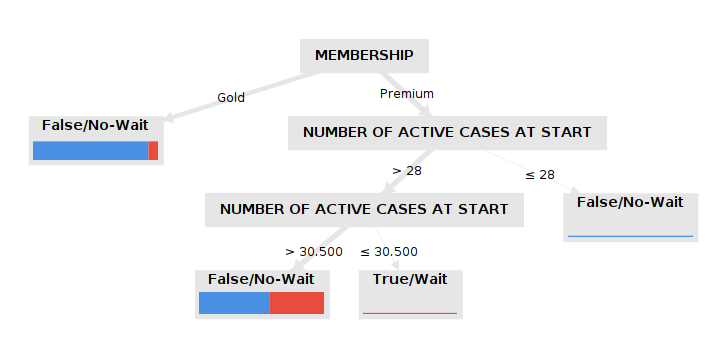 MEMBERSHIP
Gold
Premium
False/No-Wait
NUMBER OF ACTIVE CASES AT START
> 28
≤ 28
NUMBER OF ACTIVE CASES AT START
False/No-Wait
> 30.500
≤ 30.500
False/No-Wait
True/Wait